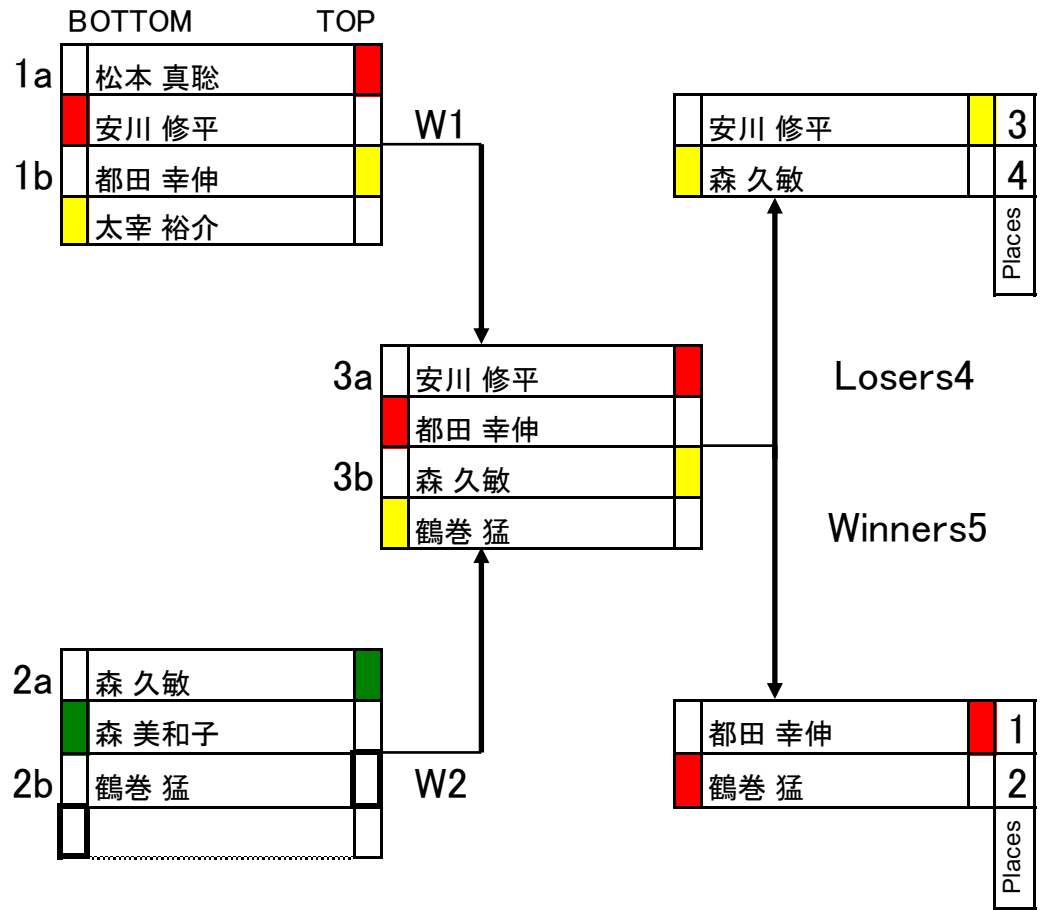 BOTTOM TOP
1a 松本 真聡
安川 修平
1b 都田 幸伸
太宰 裕介
W1
安川 修平 3
森 久敏 4
Places
3a 安川 修平
都田 幸伸
3b 森 久敏
鶴巻 猛
Losers4
Winners5
2a 森 久敏
森 美和子
2b 鶴巻 猛
W2
都田 幸伸 1
鶴巻 猛 2
Places